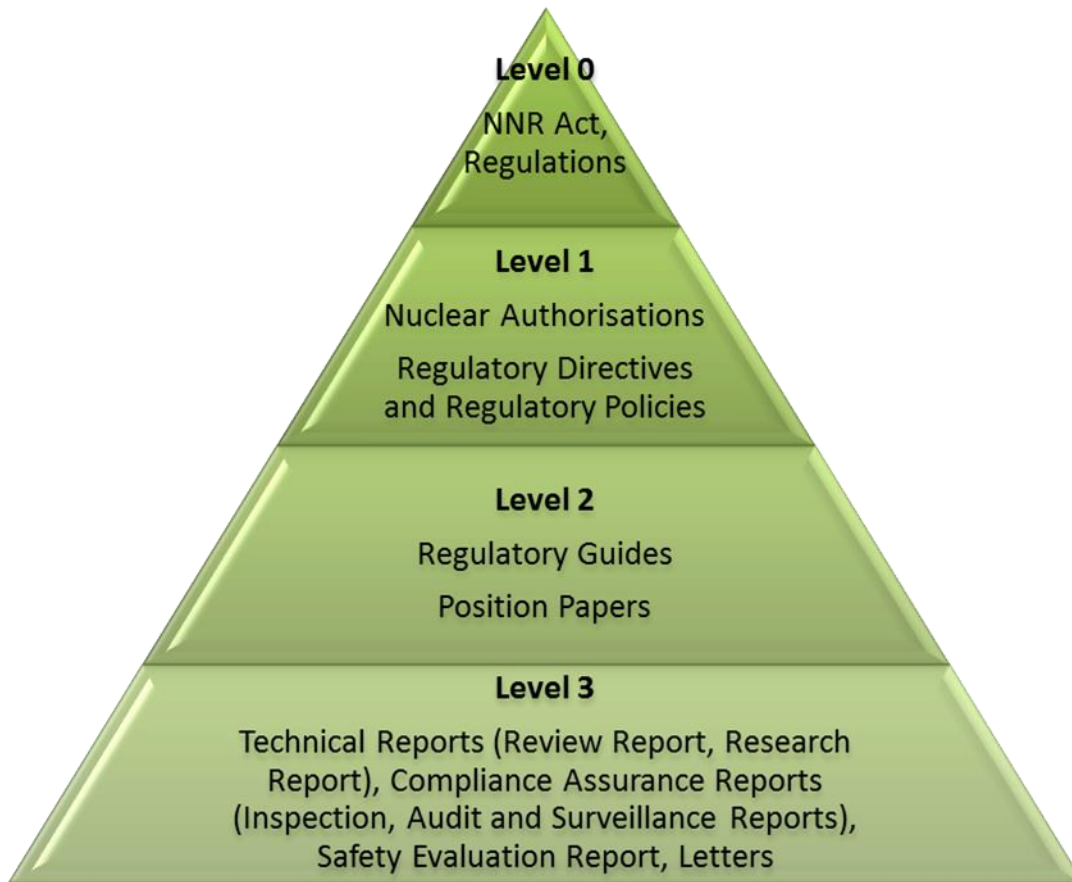 Level 0
NNR Act,
Regulations
Level 1
Nuclear Authorisations
Regulatory Directives
and Regulatory Policies
Level 2
Regulatory Guides
Position Papers
Level 3
Technical Reports (Review Report, Research
Report), Compliance Assurance Reports
(Inspection, Audit and Surveillance Reports),
Safety Evaluation Report, Letters